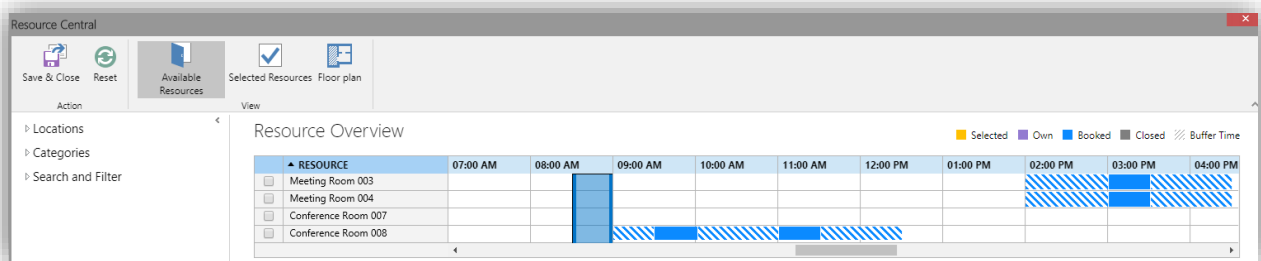 Resource Central
Save & Close Reset Available Resources Selected Resources Floor plan
Action View
Locations
Categories
Search and Filter
Resource Overview
Selected Own Booked Closed Buffer Time
RESOURCE 07:00 AM 08:00 AM 09:00 AM 10:00 AM 11:00 AM 12:00 PM 01:00 PM 02:00 PM 03:00 PM 04:00 PM
Meeting Room 003
Meeting Room 004
Conference Room 007
Conference Room 008